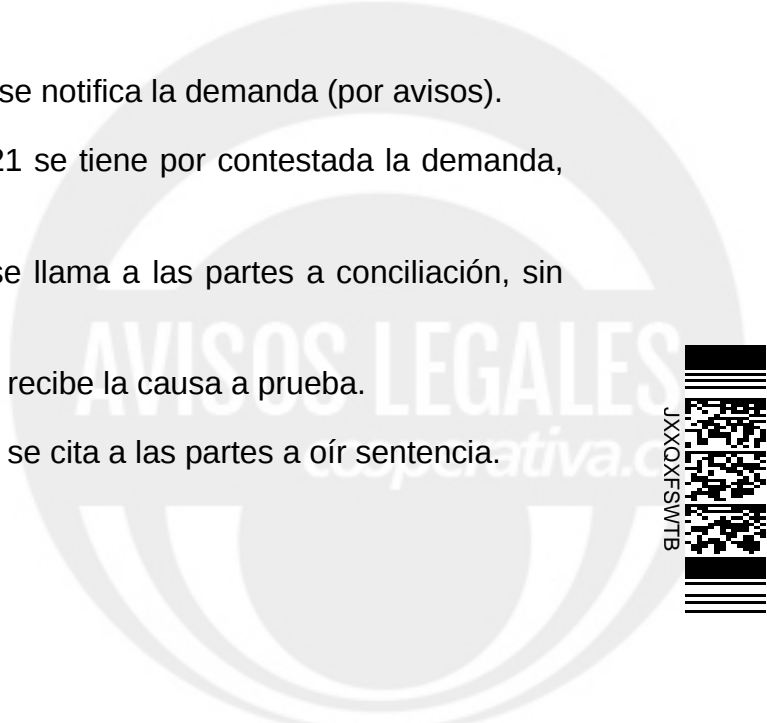 se notifica la demanda (por avisos).
21 se tiene por contestada la demanda,
se llama a las partes a conciliación, sin
recibe la causa a prueba.
se cita a las partes a oír sentencia.
AVISOS LEGALES
cooperativa.c
JXXQXFSWTB